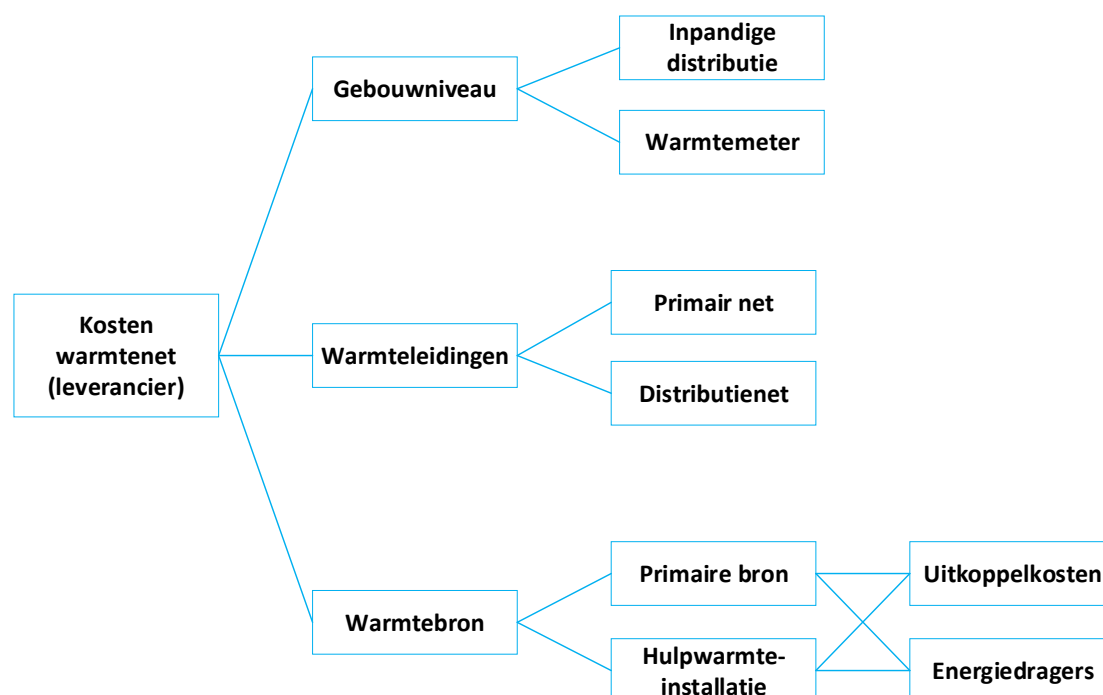 Inpandige
distributie
Gebouwniveau
Warmtemeter
Kosten
warmtenet
(leverancier)
Primair net
Warmteleidingen
Distributienet
Primaire bron
Uitkoppelkosten
Warmtebron
Hulpwarmte-
installatie
Energiedragers